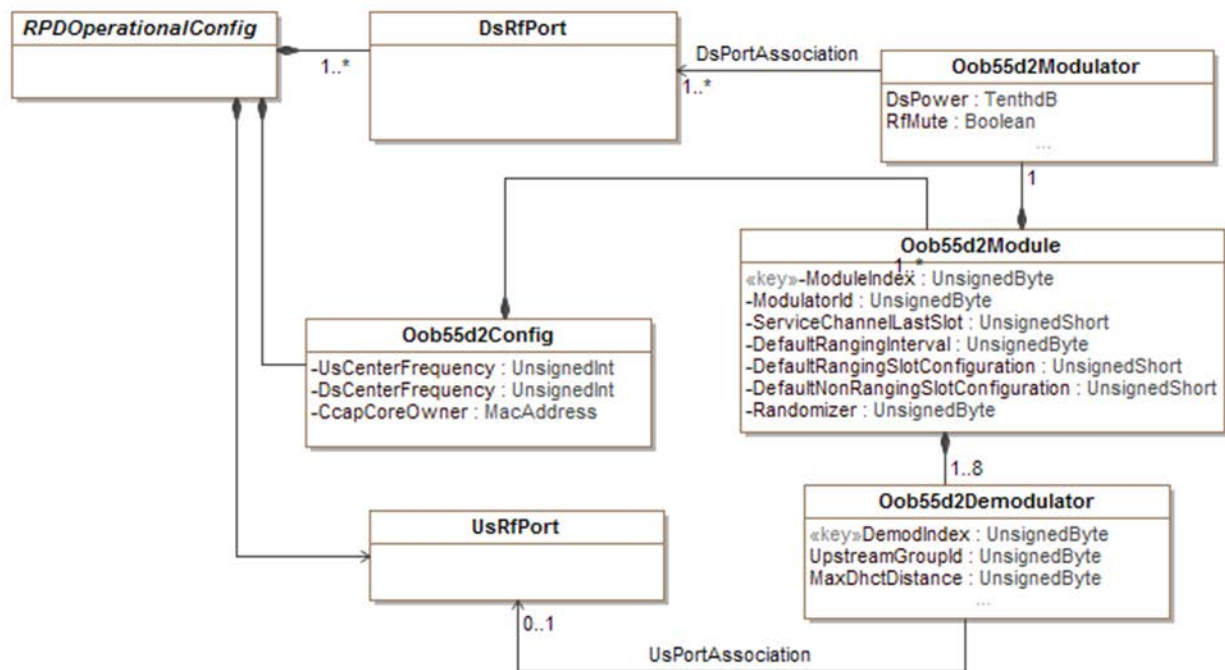 RPDOperationalConfig
DsRfPort
1..*
DsPortAssociation
1..*
Oob55d2Modulator
DsPower : TenthdB
RfMute : Boolean
...
1
Oob55d2Module
1..*
«key»-ModuleIndex : UnsignedByte
-ModulatorId : UnsignedByte
-ServiceChannelLastSlot : UnsignedShort
-DefaultRangingInterval : UnsignedByte
-DefaultRangingSlotConfiguration : UnsignedShort
-DefaultNonRangingSlotConfiguration : UnsignedShort
-Randomizer : UnsignedByte
Oob55d2Config
-UsCenterFrequency : UnsignedInt
-DsCenterFrequency : UnsignedInt
-CcapCoreOwner : MacAddress
1..8
Oob55d2Demodulator
«key»DemodIndex : UnsignedByte
UpstreamGroupId : UnsignedByte
MaxDhctDistance : UnsignedByte
...
UsRfPort
0..1
UsPortAssociation